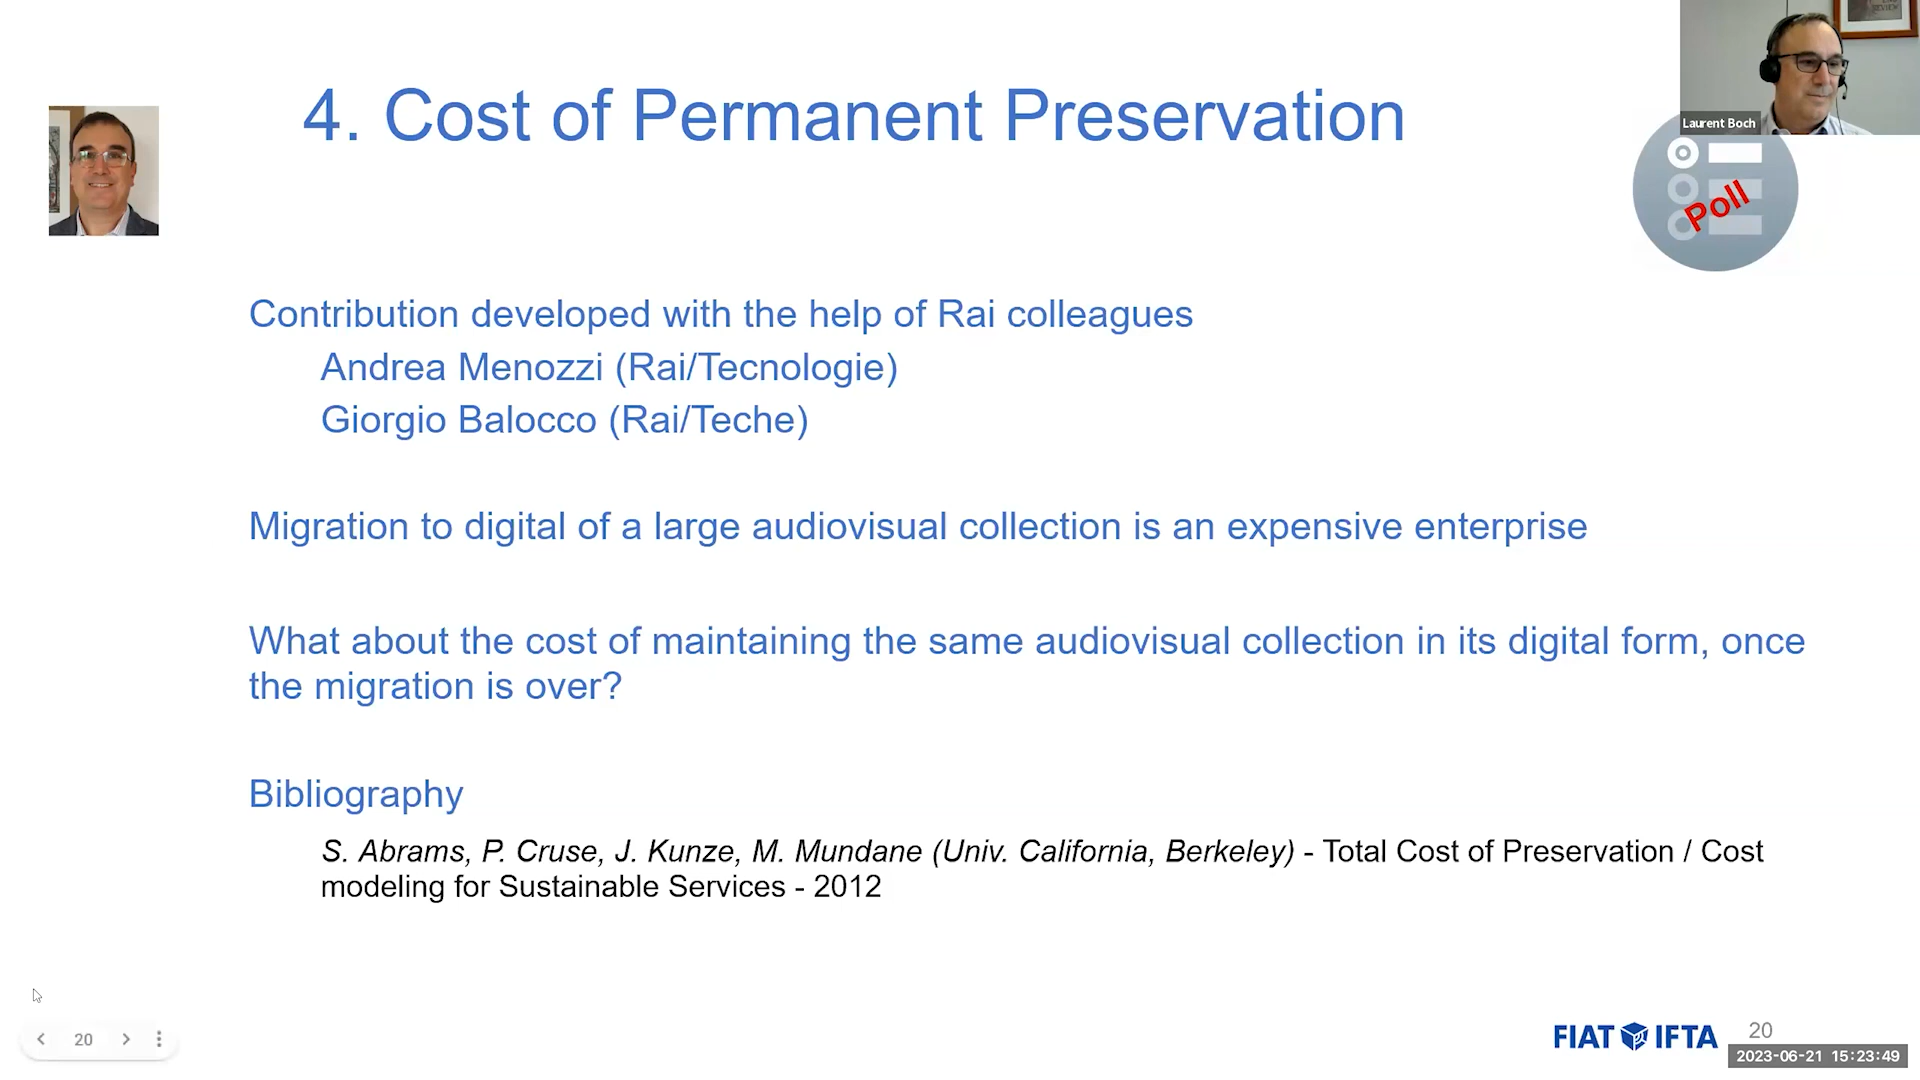 4. Cost of Permanent Preservation
Laurent Boch
Poll
Contribution developed with the help of Rai colleagues
Andrea Menozzi (Rai/Tecnologie)
Giorgio Balocco (Rai/Teche)
Migration to digital of a large audiovisual collection is an expensive enterprise
What about the cost of maintaining the same audiovisual collection in its digital form, once
the migration is over?
Bibliography
S. Abrams, P. Cruse, J. Kunze, M. Mundane (Univ. California, Berkeley) - Total Cost of Preservation / Cost
modeling for Sustainable Services - 2012
20
FIAT IFTA
20
2023-06-21 15:23:49